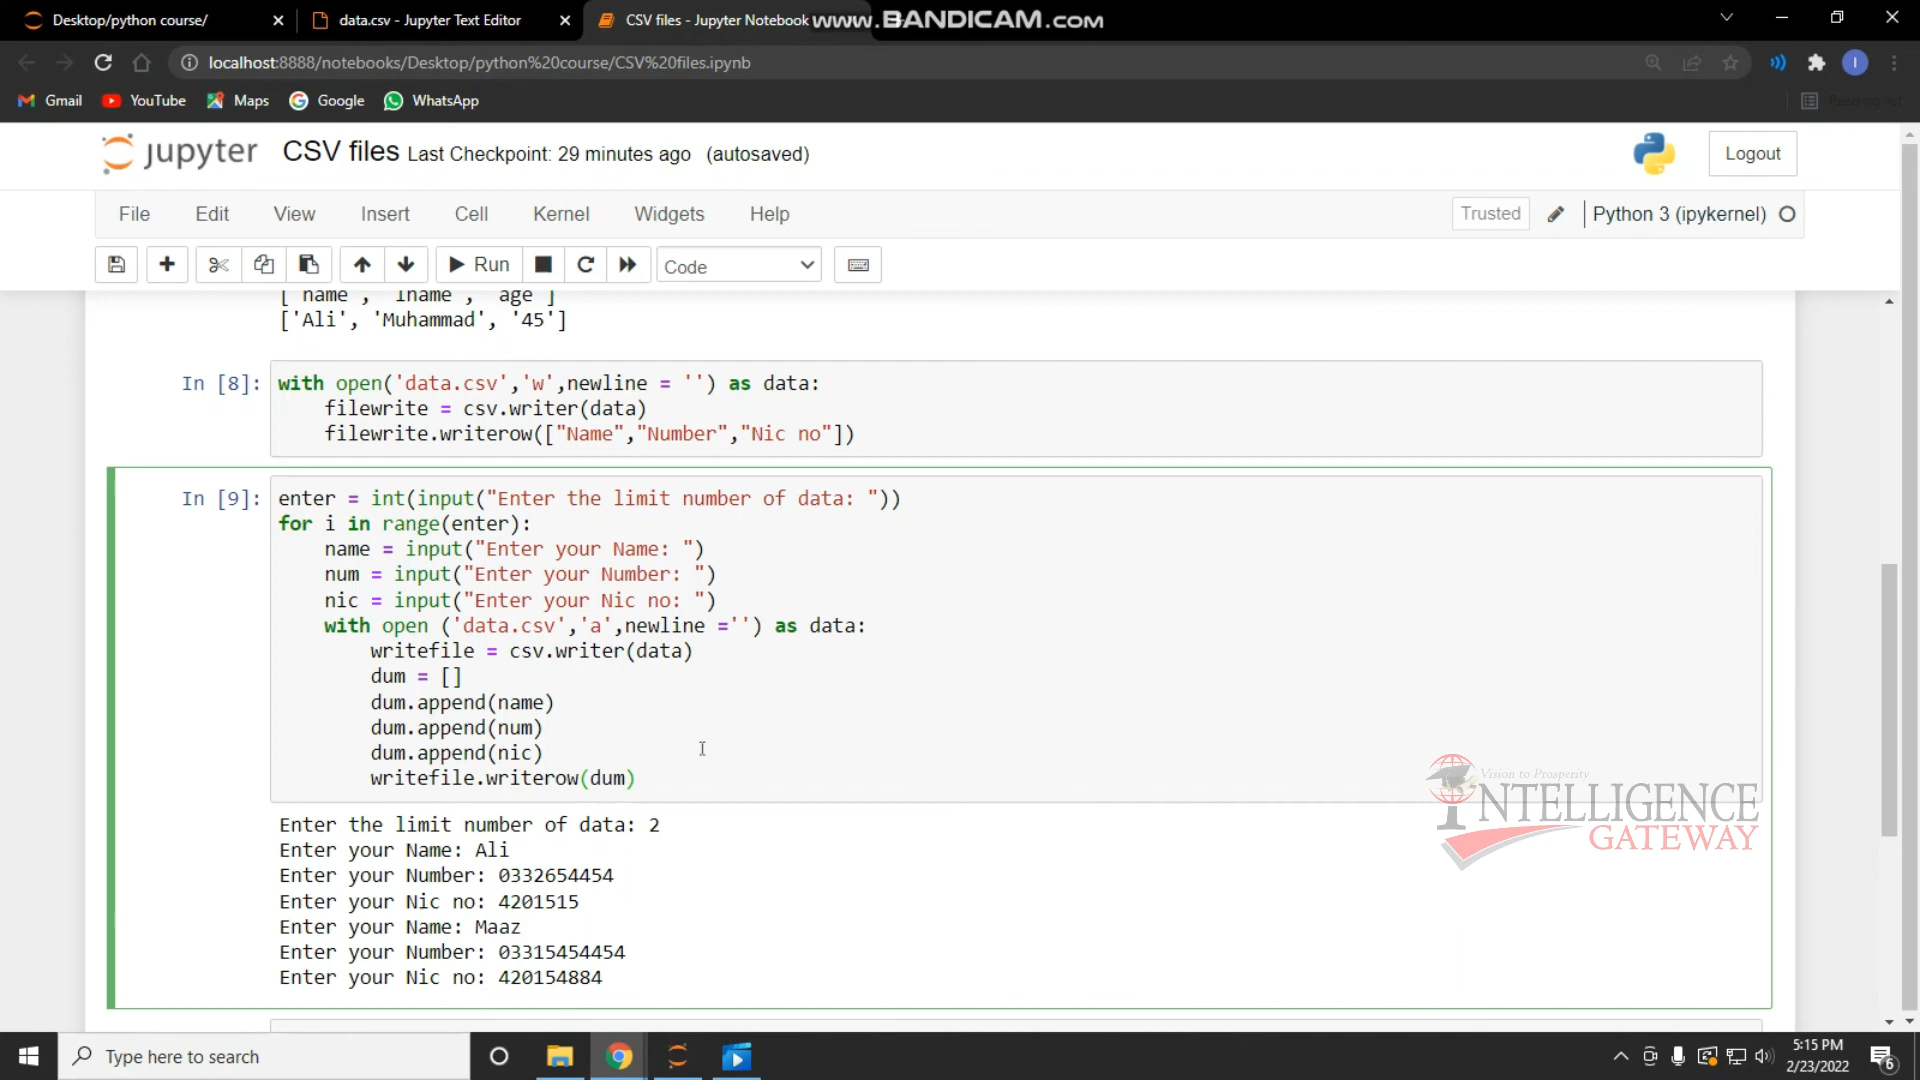 Desktop/python course/
data.csv - Jupyter Text Editor
CSV files - Jupyter Notebook
www.BANDICAM.com
localhost:8888/notebooks/Desktop/python%20course/CSV%20files.ipynb
I
Gmail YouTube Maps Google WhatsApp
Reading list
jupyter CSV files Last Checkpoint: 29 minutes ago (autosaved)
Logout
File Edit View Insert Cell Kernel Widgets Help
Trusted Python 3 (ipykernel)
Run Code
['name', 'lname', 'age']
['Ali', 'Muhammad', '45']
In [8]: with open('data.csv','w',newline = '') as data:
filewrite = csv.writer(data)
filewrite.writerow(["Name","Number","Nic no"])
In [9]: enter = int(input("Enter the limit number of data: "))
for i in range(enter):
name = input("Enter your Name: ")
num = input("Enter your Number: ")
nic = input("Enter your Nic no: ")
with open ('data.csv','a',newline ='') as data:
writefile = csv.writer(data)
dum = []
dum.append(name)
dum.append(num)
dum.append(nic)
writefile.writerow(dum)
Vision to Prosperity
INTELLIGENCE
GATEWAY
Enter the limit number of data: 2
Enter your Name: Ali
Enter your Number: 0332654454
Enter your Nic no: 4201515
Enter your Name: Maaz
Enter your Number: 03315454454
Enter your Nic no: 420154884
Type here to search
5:15 PM
2/23/2022
6